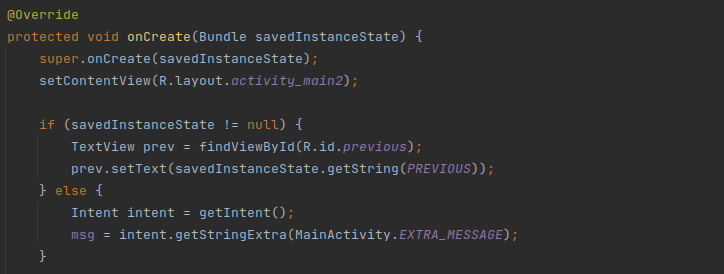 @Override
protected void onCreate(Bundle savedInstanceState) {
    super.onCreate(savedInstanceState);
    setContentView(R.layout.activity_main2);

    if (savedInstanceState != null) {
        TextView prev = findViewById(R.id.previous);
        prev.setText(savedInstanceState.getString(PREVIOUS));
    } else {
        Intent intent = getIntent();
        msg = intent.getStringExtra(MainActivity.EXTRA_MESSAGE);
    }